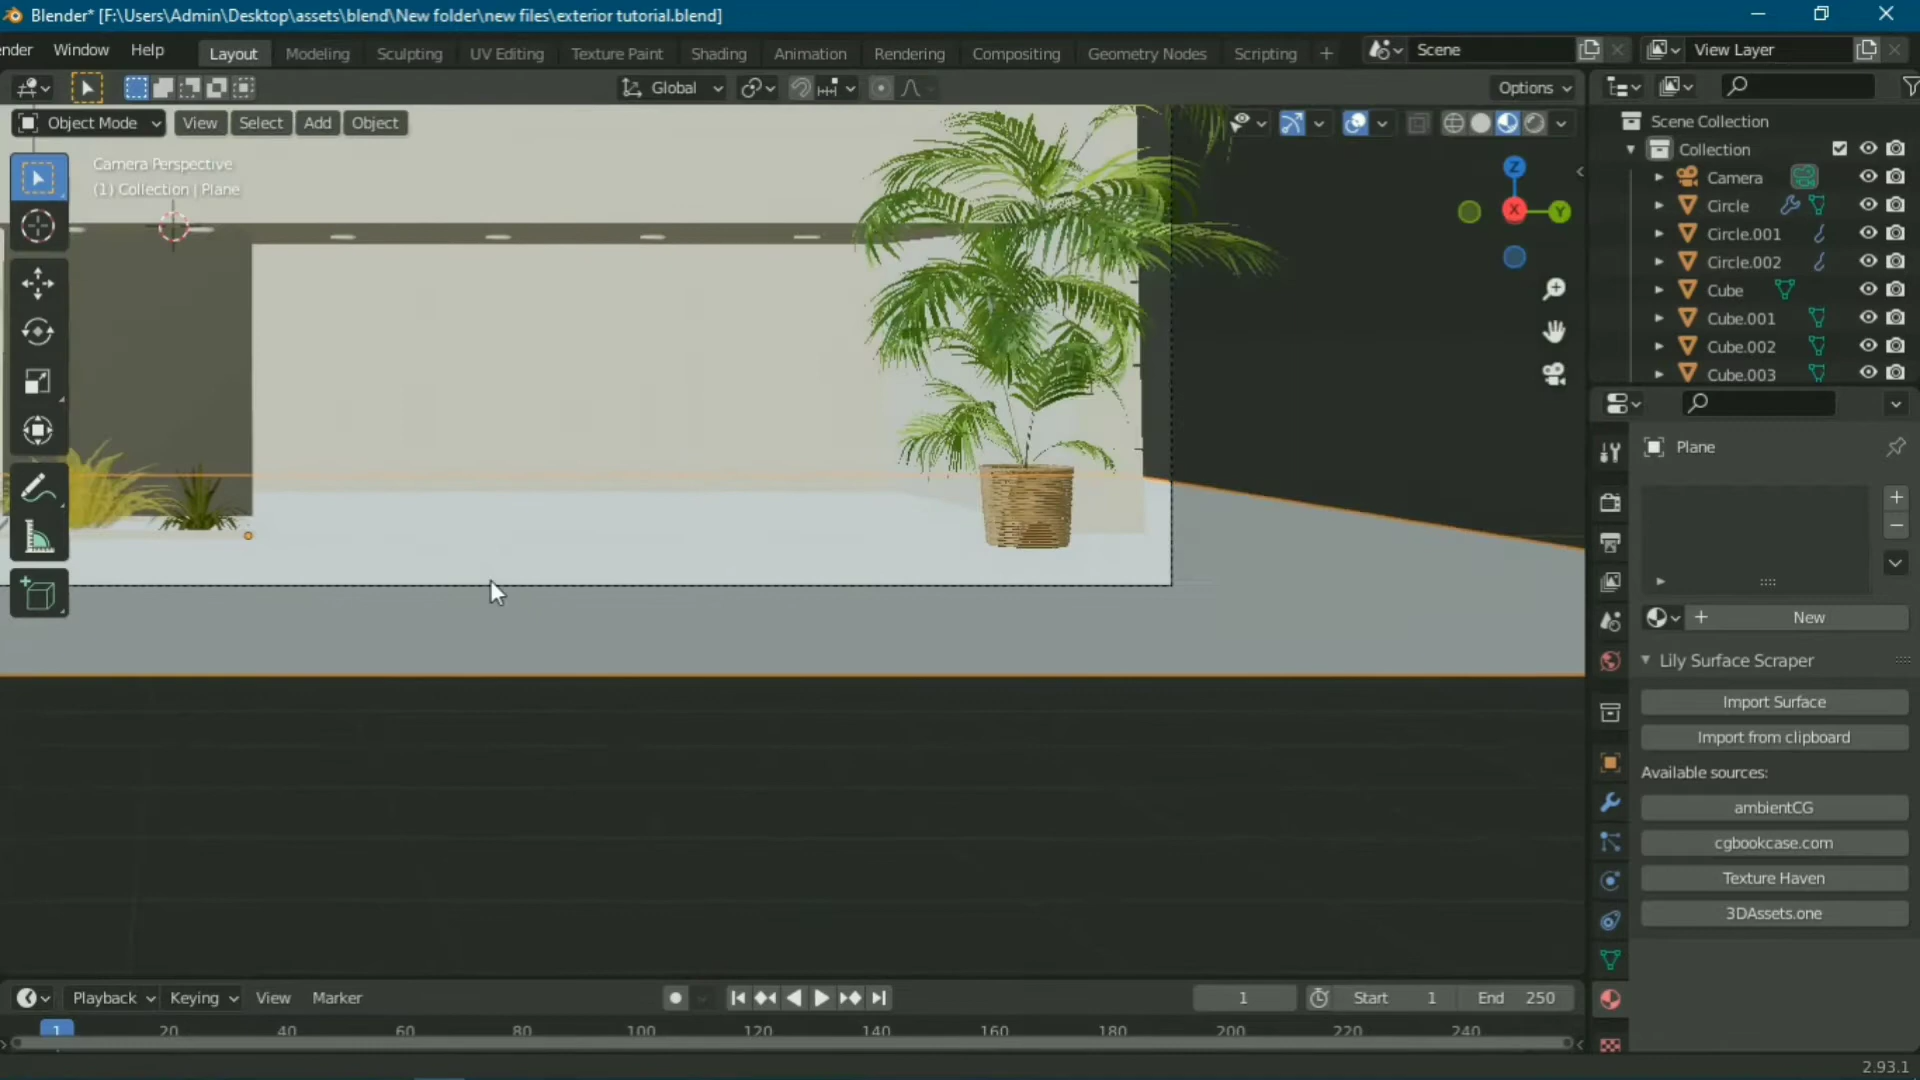 Blender* [F:\Users\Admin\Desktop\assets\blend\New folder\new files\exterior tutorial.blend]
nder Window Help Layout Modeling Sculpting UV Editing Texture Paint Shading Animation Rendering Compositing Geometry Nodes Scripting + Scene View Layer
Global Options
Object Mode View Select Add Object
Camera Perspective
(1) Collection | Plane
Z
X
Y
Scene Collection
Collection
Camera
Circle
Circle.001
Circle.002
Cube
Cube.001
Cube.002
Cube.003
Plane
+ New
Lily Surface Scraper
Import Surface
Import from clipboard
Available sources:
ambientCG
cgbookcase.com
Texture Haven
3DAssets.one
Playback Keying View Marker 1 Start 1 End 250
1 20 40 60 80 100 120 140 160 180 200 220 240
2.93.1